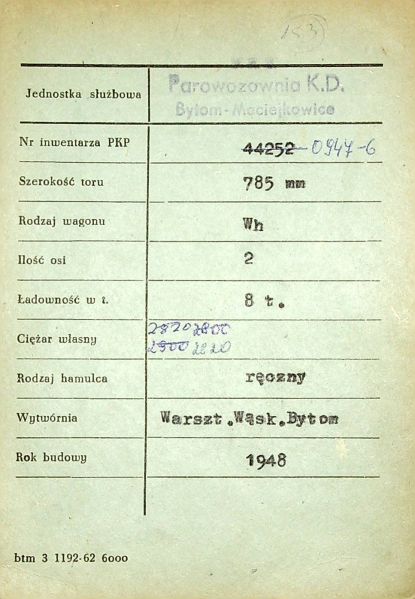 153
Jednostka służbowa
Parowozownia K.D.
Bytom-Maciejkowice
Nr inwentarza PKP 44252 0947-6
Szerokość toru 785 mm
Rodzaj wagonu Wh
Ilość osi 2
Ładowność w t. 8 t.
2820 2800
Ciężar własny
2900 2220
Rodzaj hamulca ręczny
Wytwórnia Warszt.Wąsk.Bytom
Rok budowy 1948
btm 3 1192-62 6000